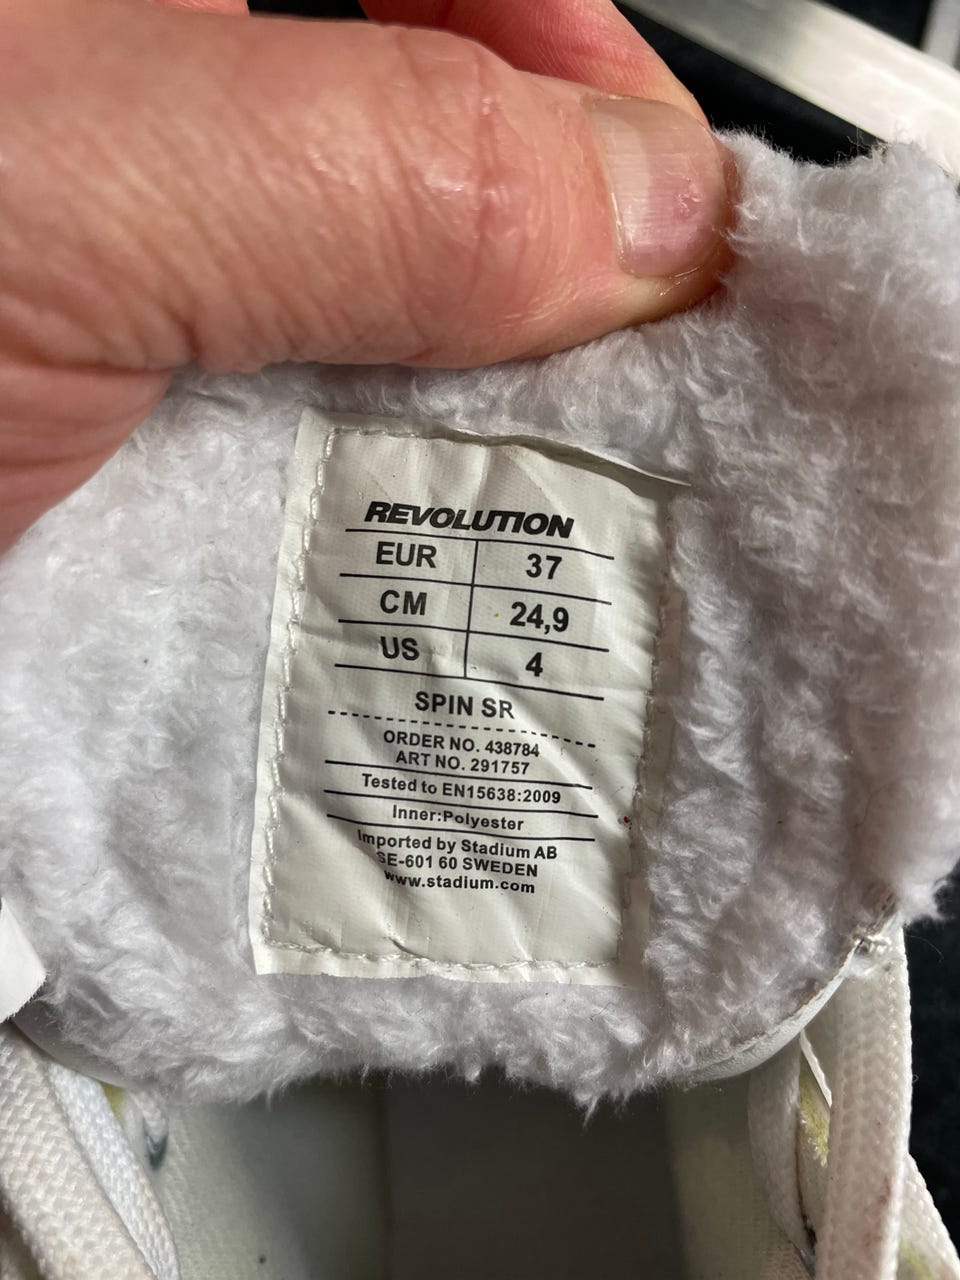 REVOLUTION
EUR 37
CM 24,9
US 4
SPIN SR
ORDER NO. 438784
ART NO. 291757
Tested to EN15638:2009
Inner:Polyester
Imported by Stadium AB
SE-601 60 SWEDEN
www.stadium.com